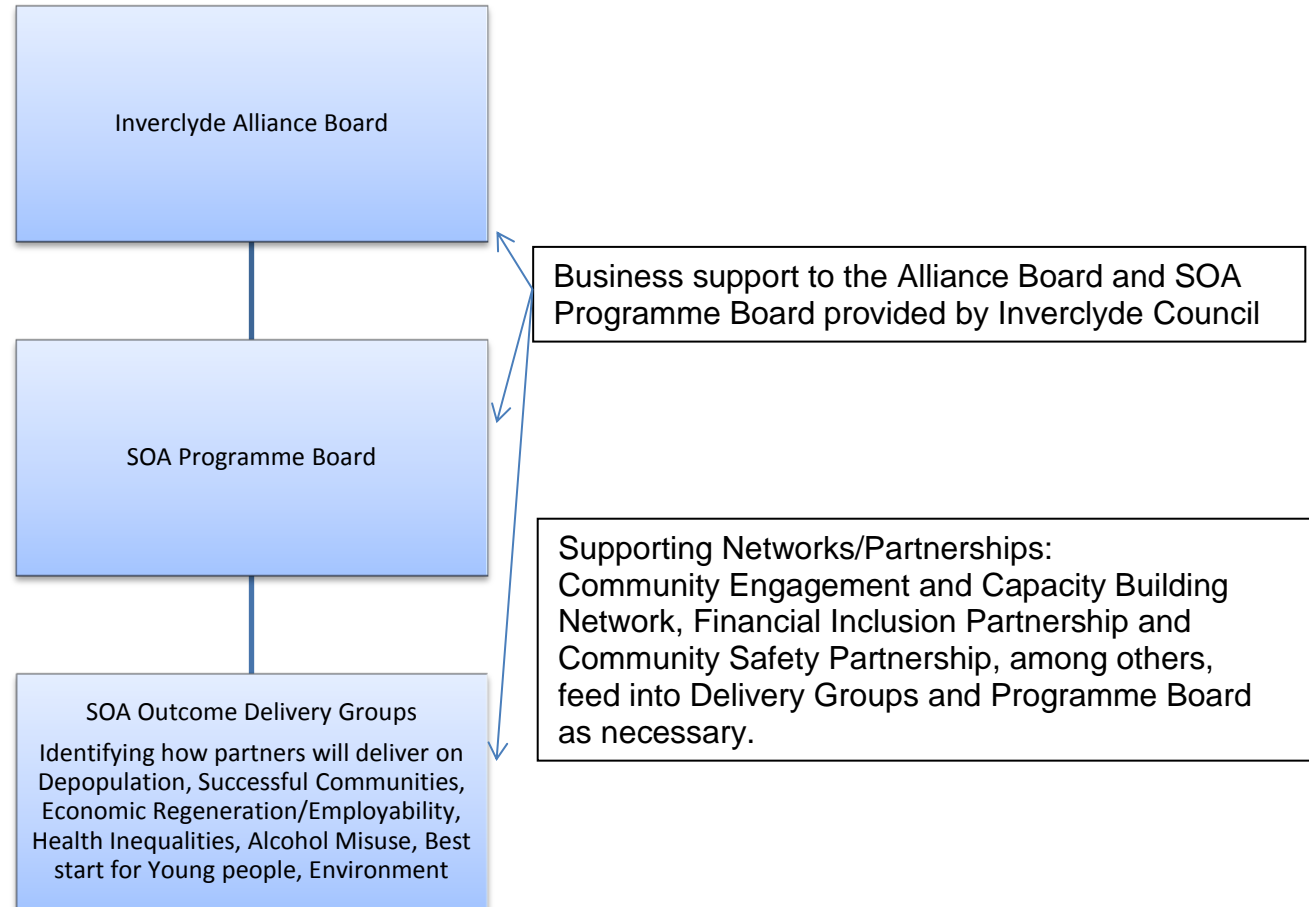 Inverclyde Alliance Board
Business support to the Alliance Board and SOA
Programme Board provided by Inverclyde Council
SOA Programme Board
Supporting Networks/Partnerships:
Community Engagement and Capacity Building
Network, Financial Inclusion Partnership and
Community Safety Partnership, among others,
feed into Delivery Groups and Programme Board
as necessary.
SOA Outcome Delivery Groups
Identifying how partners will deliver on
Depopulation, Successful Communities,
Economic Regeneration/Employability,
Health Inequalities, Alcohol Misuse, Best
start for Young people, Environment